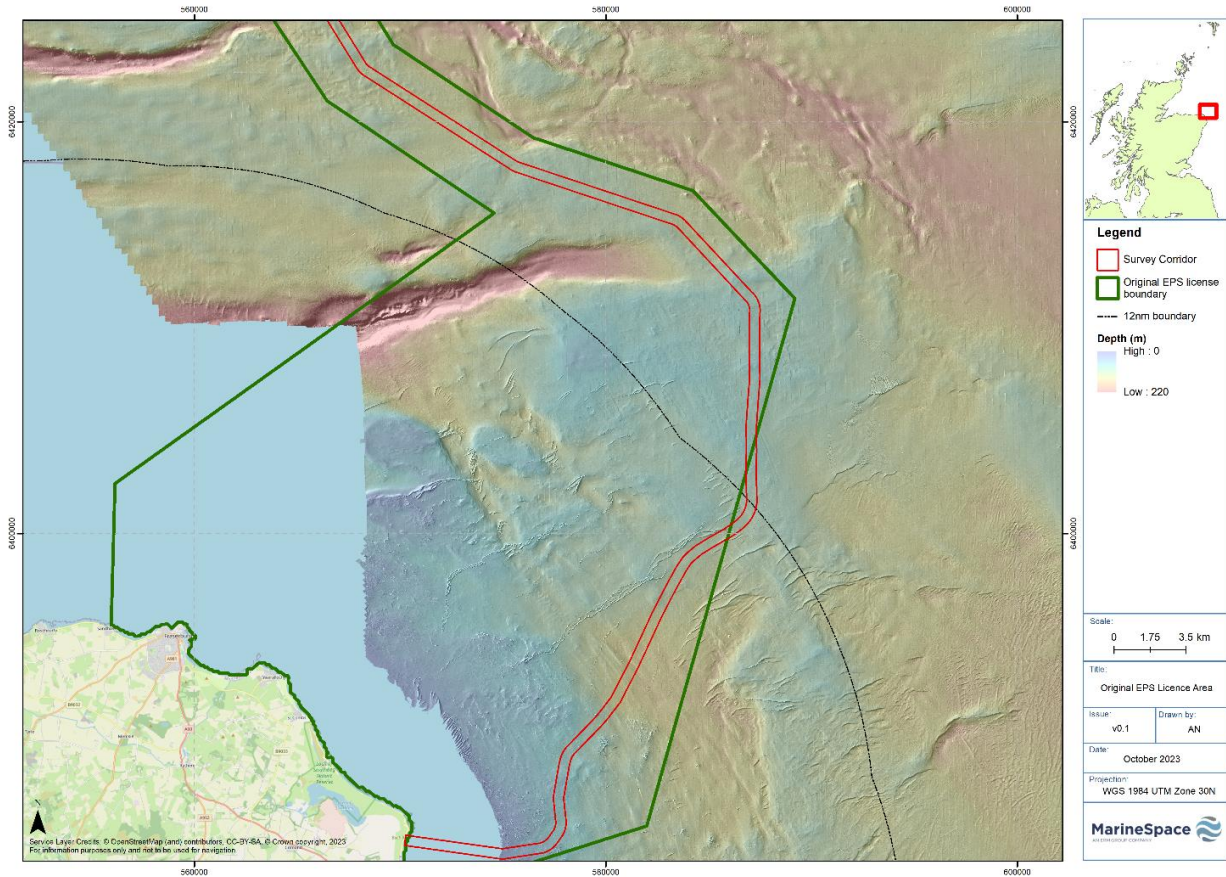 560000
580000
600000
6420000
6420000
6400000
6400000
Legend
Survey Corridor
Original EPS license
boundary
12nm boundary
Depth (m)
High : 0
Low : 220
Scale:
0 1.75 3.5 km
Title:
Original EPS Licence Area
Issue:
v0.1
Drawn by:
AN
Date:
October 2023
Projection:
WGS 1984 UTM Zone 30N
MarineSpace
Fraserburgh
N
Service Layer Credits: © OpenStreetMap (and) contributors, CC-BY-SA, © Crown copyright, 2023
For information purposes only and not to be used for navigation.
560000
580000
600000